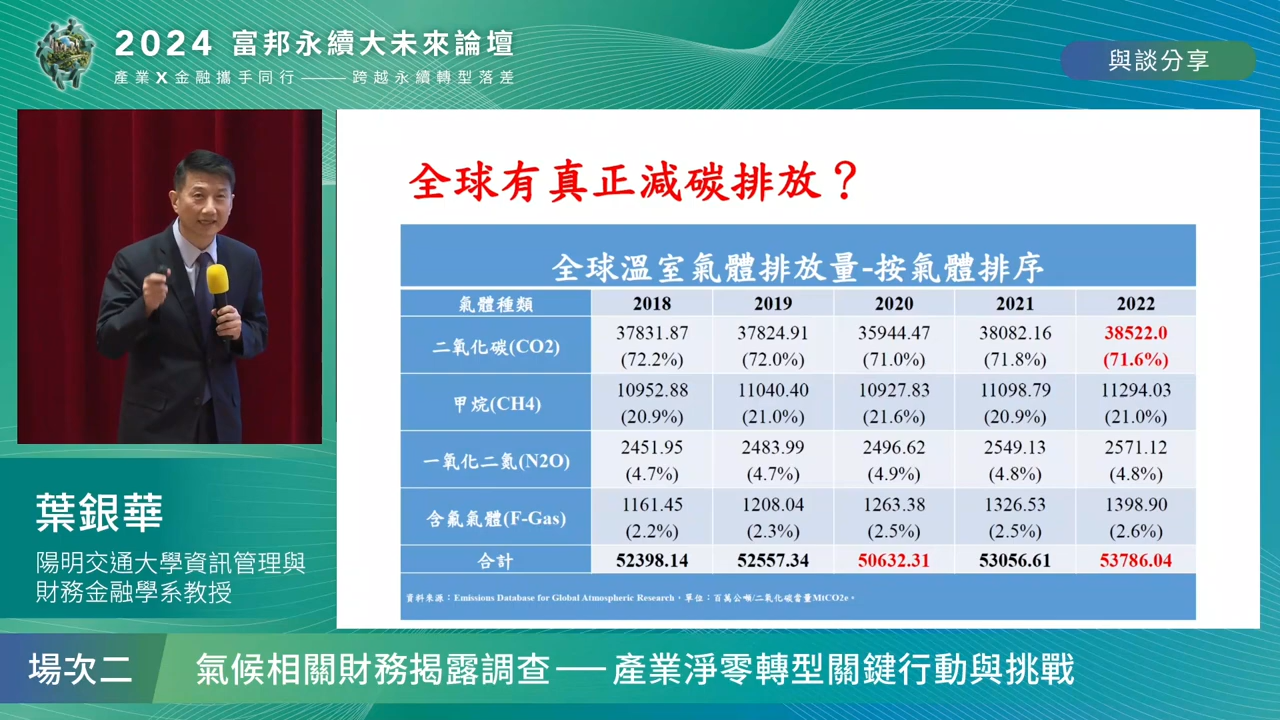 2024 富邦永續大未來論壇
產業X金融攜手同行——跨越永續轉型落差
與談分享
全球有真正減碳排放？
全球溫室氣體排放量-按氣體排序
氣體種類 2018 2019 2020 2021 2022
二氧化碳(CO2) 37831.87 37824.91 35944.47 38082.16 38522.0
(72.2%) (72.0%) (71.0%) (71.8%) (71.6%)
甲烷(CH4) 10952.88 11040.40 10927.83 11098.79 11294.03
(20.9%) (21.0%) (21.6%) (20.9%) (21.0%)
一氧化二氮(N2O) 2451.95 2483.99 2496.62 2549.13 2571.12
(4.7%) (4.7%) (4.9%) (4.8%) (4.8%)
含氟氣體(F-Gas) 1161.45 1208.04 1263.38 1326.53 1398.90
(2.2%) (2.3%) (2.5%) (2.5%) (2.6%)
合計 52398.14 52557.34 50632.31 53056.61 53786.04
資料來源：Emissions Database for Global Atmospheric Research，單位：百萬公噸/二氧化碳當量MtCO2e。
葉銀華
陽明交通大學資訊管理與
財務金融學系教授
場次二
氣候相關財務揭露調查——產業淨零轉型關鍵行動與挑戰